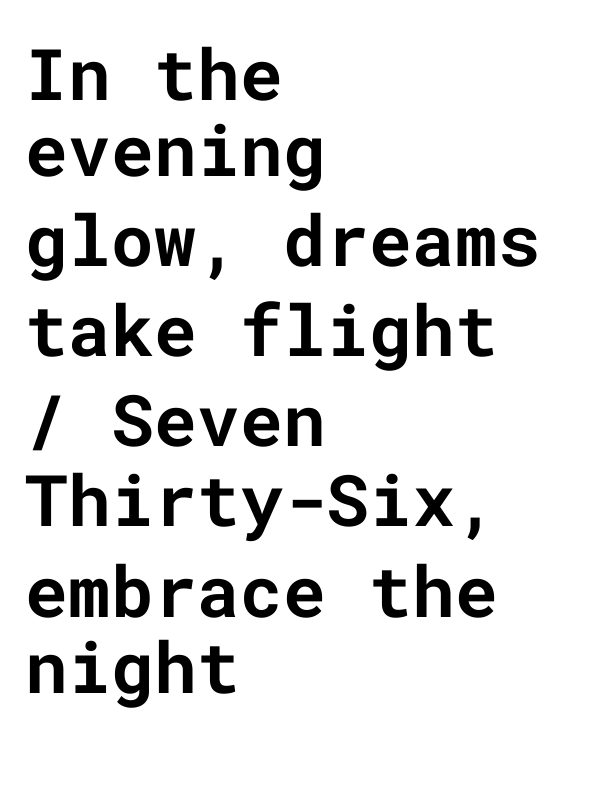 In the
evening
glow, dreams
take flight
/ Seven
Thirty-Six,
embrace the
night